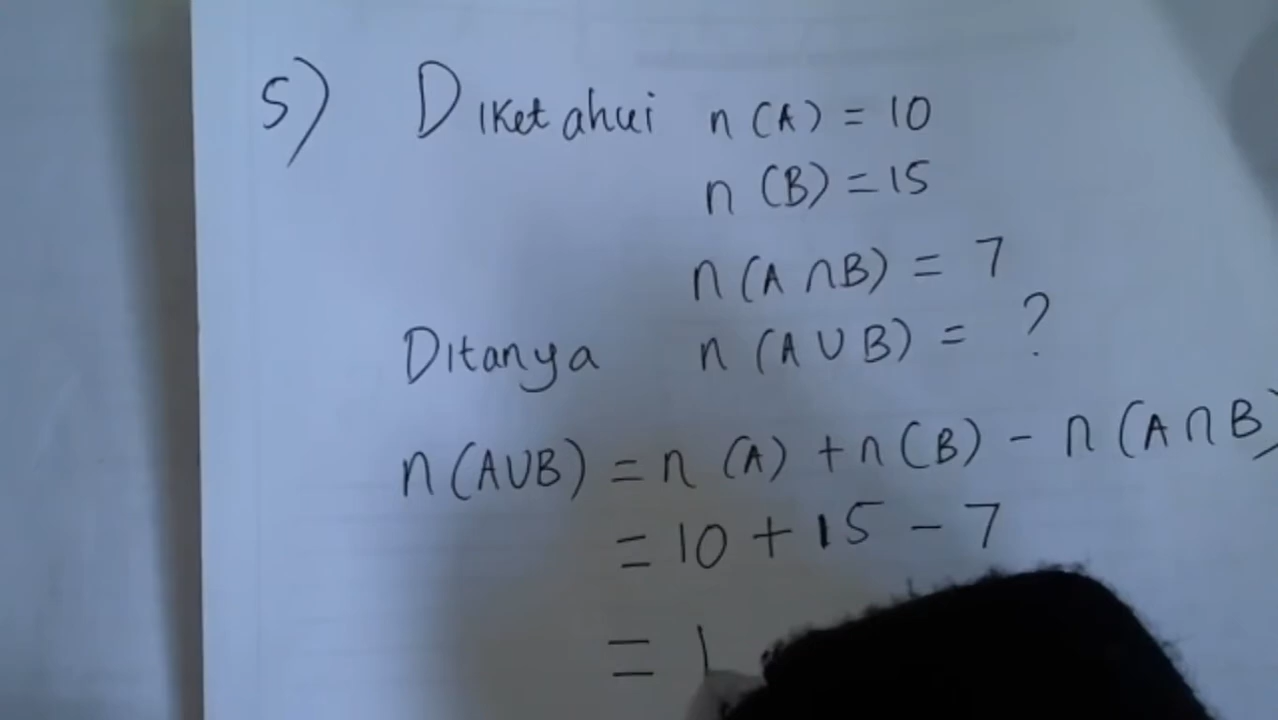 5) Diketahui n(A) = 10
n(B) = 15
n(A ∩ B) = 7
Ditanya n(A ∪ B) = ?
n(A∪B) = n(A) + n(B) - n(A ∩ B)
= 10 + 15 - 7
= 1